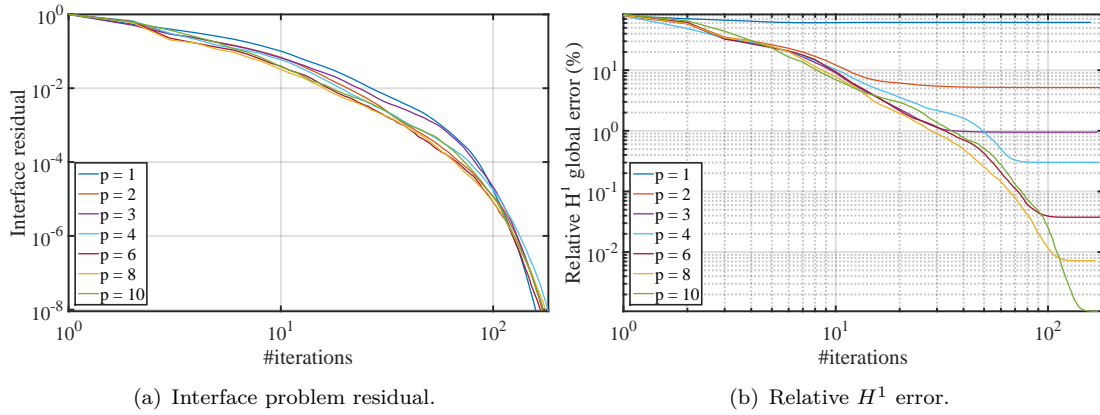 Interface residual
10^0
10^-2
10^-4
10^-6
10^-8
p = 1
p = 2
p = 3
p = 4
p = 6
p = 8
p = 10
10^0
10^1
10^2
#iterations
(a) Interface problem residual.
Relative H^1 global error (%)
10^1
10^0
10^-1
10^-2
p = 1
p = 2
p = 3
p = 4
p = 6
p = 8
p = 10
10^0
10^1
10^2
#iterations
(b) Relative H^1 error.